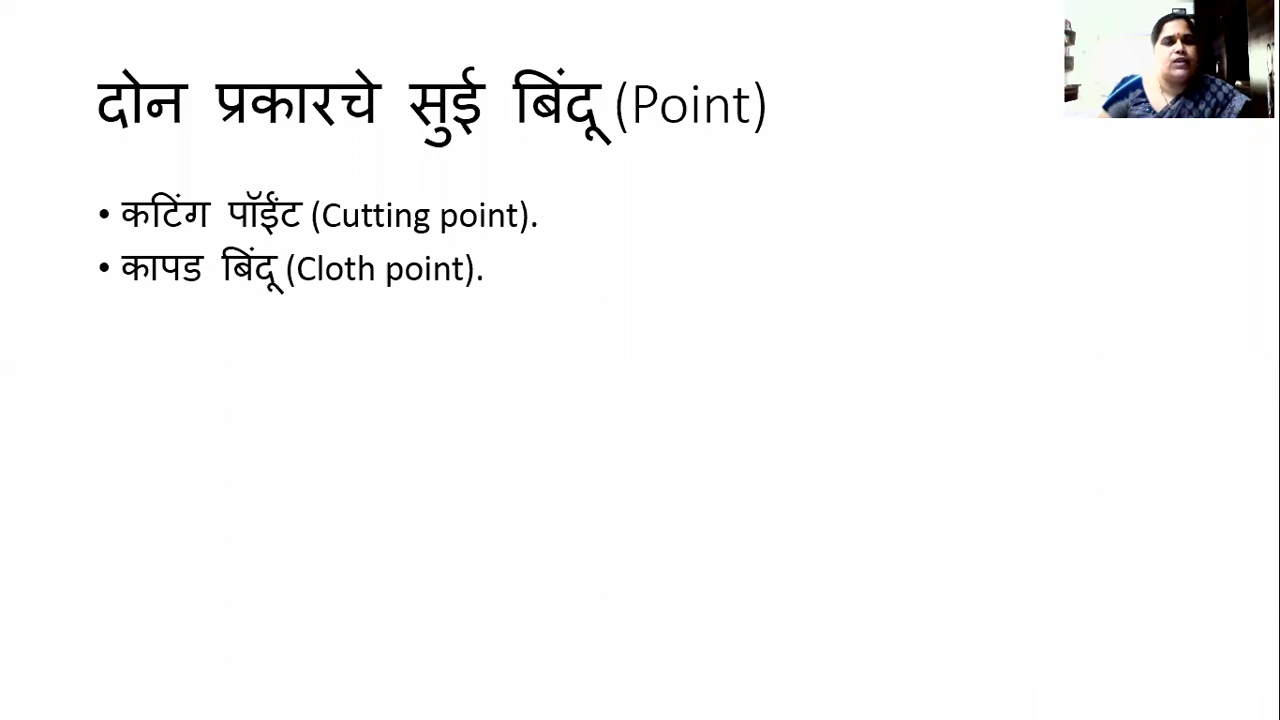 दोन प्रकारचे सुई बिंदू (Point)
• कटिंग पॉईंट (Cutting point).
• कापड बिंदू (Cloth point).